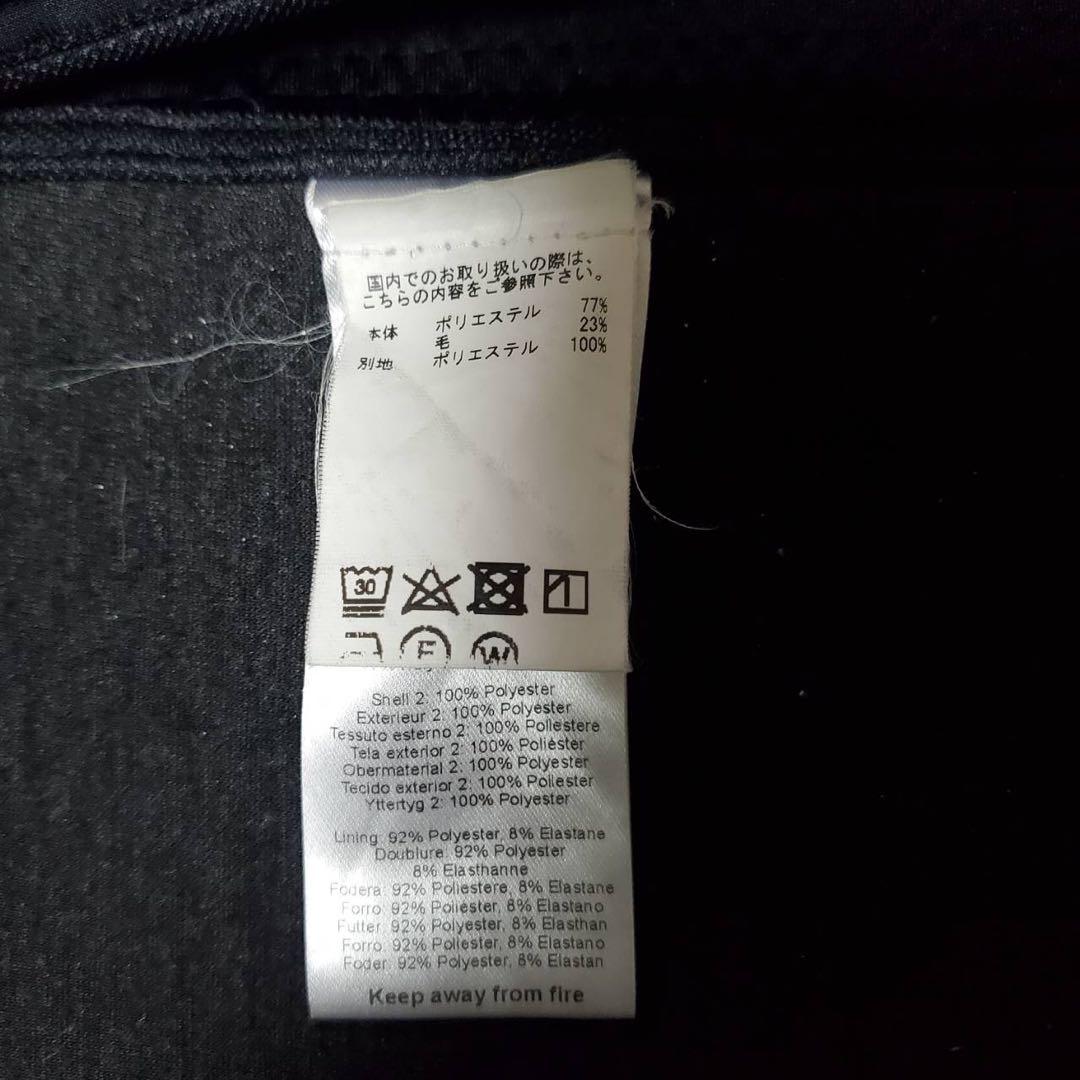 国内でのお取り扱いの際は、
こちらの内容をご参照下さい。
本体 ポリエステル 77%
毛 23%
別地 ポリエステル 100%
30
F W
Shell 2: 100% Polyester
Exterieur 2: 100% Polyester
Tessuto esterno 2: 100% Poliestere
Tela exterior 2: 100% Poliéster
Obermaterial 2: 100% Polyester
Tecido exterior 2: 100% Poliester
Yttertyg 2: 100% Polyester
Lining: 92% Polyester, 8% Elastane
Doublure: 92% Polyester
8% Elasthanne
Fodera: 92% Poliestere, 8% Elastane
Forro: 92% Poliester, 8% Elastano
Futter: 92% Polyester, 8% Elasthan
Forro: 92% Poliester, 8% Elastano
Foder: 92% Polyester, 8% Elastan
Keep away from fire